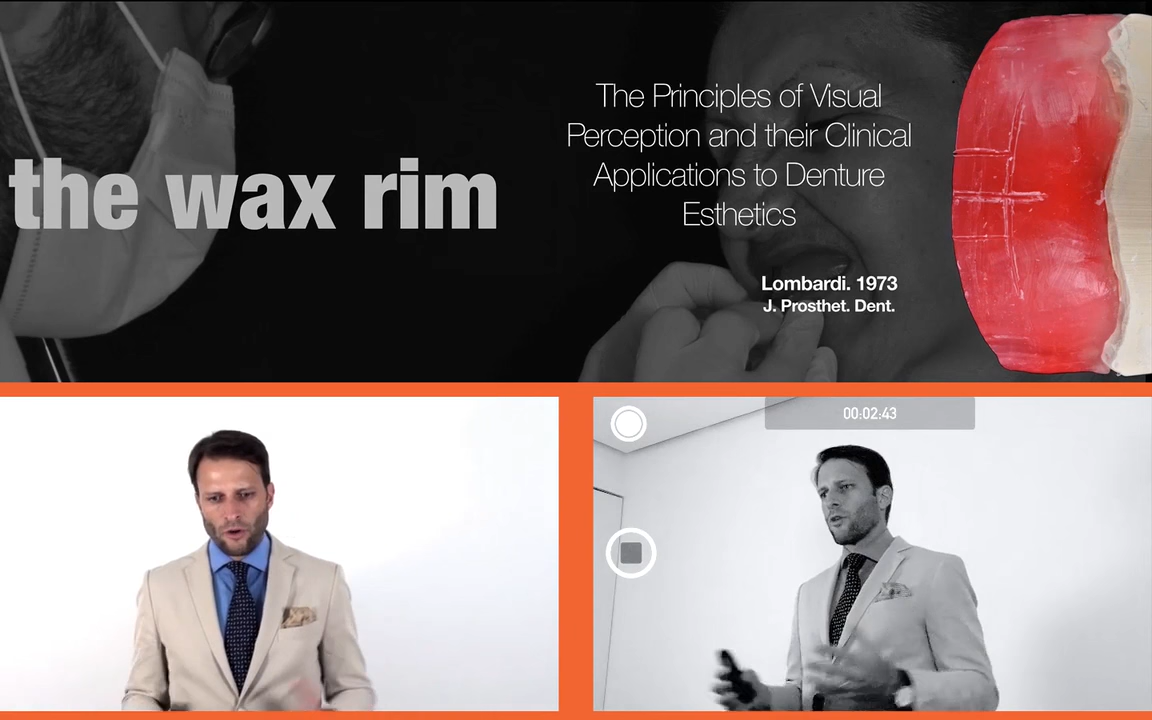 the wax rim
The Principles of Visual
Perception and their Clinical
Applications to Denture
Esthetics
Lombardi. 1973
J. Prosthet. Dent.
00:02:43